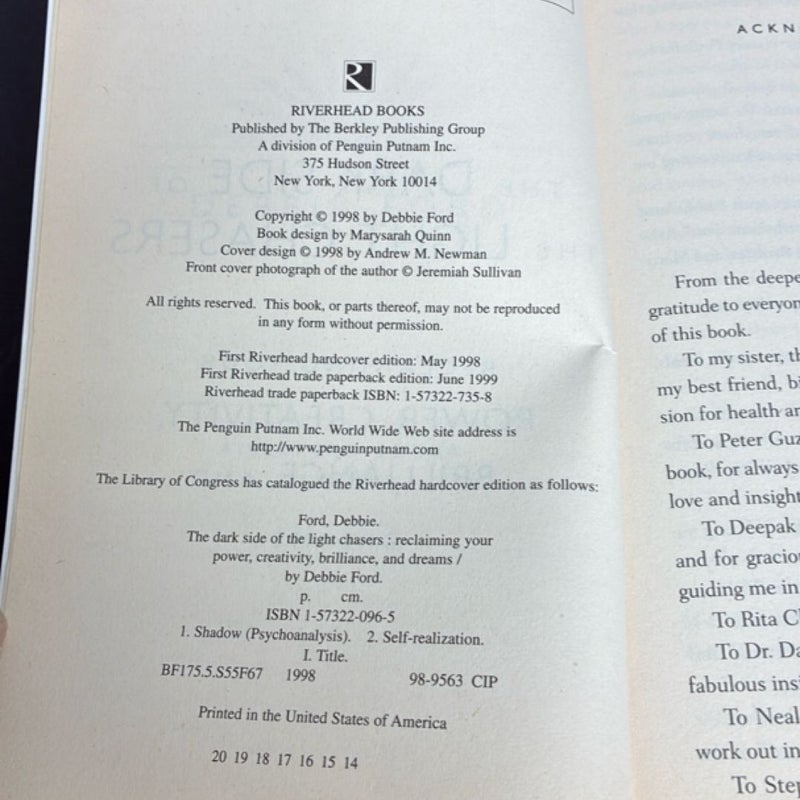 R
RIVERHEAD BOOKS
Published by The Berkley Publishing Group
A division of Penguin Putnam Inc.
375 Hudson Street
New York, New York 10014
Copyright © 1998 by Debbie Ford
Book design by Marysarah Quinn
Cover design © 1998 by Andrew M. Newman
Front cover photograph of the author © Jeremiah Sullivan
All rights reserved. This book, or parts thereof, may not be reproduced
in any form without permission.
First Riverhead hardcover edition: May 1998
First Riverhead trade paperback edition: June 1999
Riverhead trade paperback ISBN: 1-57322-735-8
The Penguin Putnam Inc. World Wide Web site address is
http://www.penguinputnam.com
The Library of Congress has catalogued the Riverhead hardcover edition as follows:
Ford, Debbie.
The dark side of the light chasers : reclaiming your
power, creativity, brilliance, and dreams /
by Debbie Ford.
p. cm.
ISBN 1-57322-096-5
1. Shadow (Psychoanalysis). 2. Self-realization.
I. Title.
BF175.5.S55F67 1998 98-9563 CIP
Printed in the United States of America
20 19 18 17 16 15 14
ACKN
From the deepe
gratitude to everyon
of this book.
To my sister, th
my best friend, b
sion for health an
To Peter Guz
book, for always
love and insight
To Deepak
and for gracio
guiding me in
To Rita C
To Dr. Da
fabulous insi
To Neal
work out in
To Step